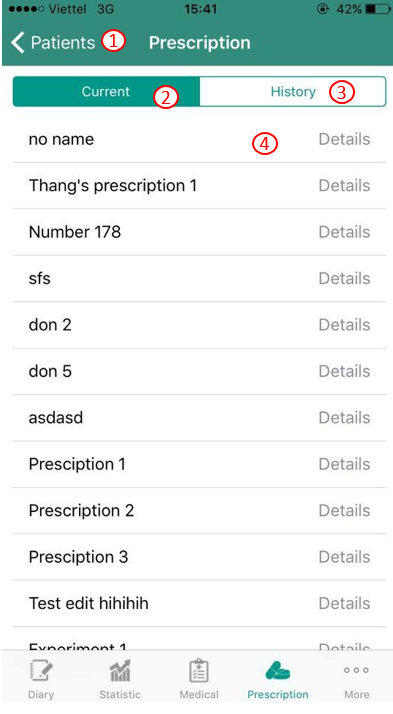 ●●●●○ Viettel 3G 15:41 42%
Patients 1 Prescription
Current 2 History 3
no name 4 Details
Thang's prescription 1 Details
Number 178 Details
sfs Details
don 2 Details
don 5 Details
asdasd Details
Presciption 1 Details
Prescription 2 Details
Presciption 3 Details
Test edit hihihih Details
Experiment 1 Details
Diary Statistic Medical Prescription More